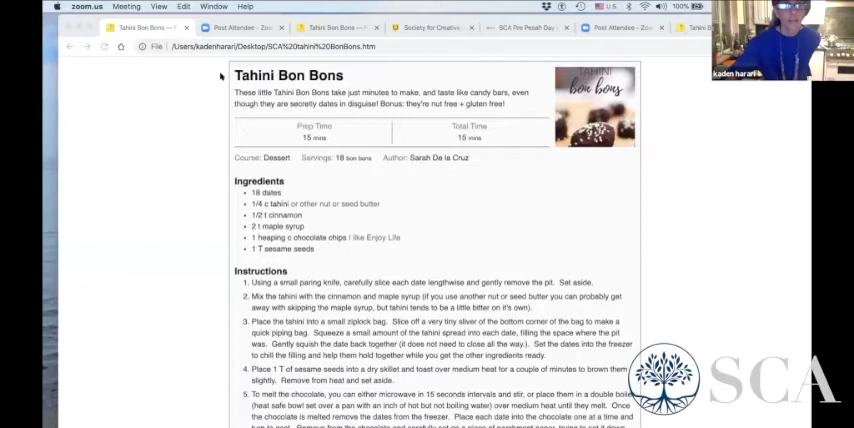 zoom.us Meeting View Edit Window Help U.S. 100%
Tahini Bon Bons — F Post Attendee - Zoo Tahini Bon Bons — F Society for Creative SCA Pre Pesah Day Post Attendee - Zoo Tahini B
File /Users/kadenharari/Desktop/SCA%20tahini%20BonBons.htm
kaden harari
Tahini Bon Bons
These little Tahini Bon Bons take just minutes to make, and taste like candy bars, even
though they are secretly dates in disguise! Bonus: they're nut free + gluten free!
TAHINI
bon bons
Prep Time Total Time
15 mins 15 mins
Course: Dessert Servings: 18 bon bons Author: Sarah De la Cruz
Ingredients
• 18 dates
• 1/4 c tahini or other nut or seed butter
• 1/2 t cinnamon
• 2 t maple syrup
• 1 heaping c chocolate chips I like Enjoy Life
• 1 T sesame seeds
Instructions
1. Using a small paring knife, carefully slice each date lengthwise and gently remove the pit. Set aside.
2. Mix the tahini with the cinnamon and maple syrup (if you use another nut or seed butter you can probably get
away with skipping the maple syrup, but tahini tends to be a little bitter on it's own).
3. Place the tahini into a small ziplock bag. Slice off a very tiny sliver of the bottom corner of the bag to make a
quick piping bag. Squeeze a small amount of the tahini spread into each date, filling the space where the pit
was. Gently squish the date back together (it does not need to close all the way.). Set the dates into the freezer
to chill the filling and help them hold together while you get the other ingredients ready.
4. Place 1 T of sesame seeds into a dry skillet and toast over medium heat for a couple of minutes to brown them
slightly. Remove from heat and set aside.
5. To melt the chocolate, you can either microwave in 15 seconds intervals and stir, or place them in a double boile
(heat safe bowl set over a pan with an inch of hot but not boiling water) over medium heat until they melt. Once
the chocolate is melted remove the dates from the freezer. Place each date into the chocolate one at a time and
SCA